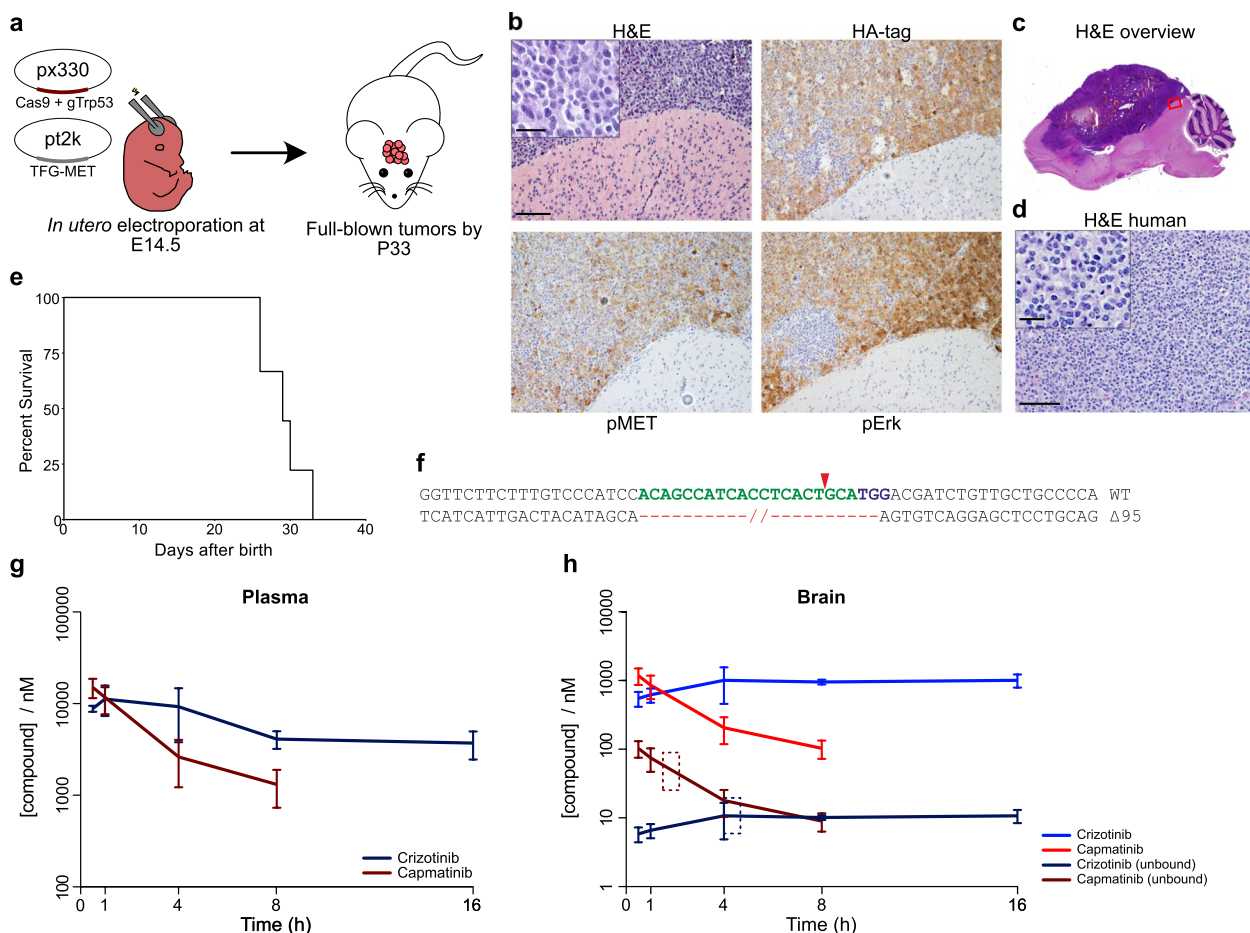 a
px330
Cas9 + gTrp53
pt2k
TFG-MET
In utero electroporation at
E14.5
Full-blown tumors by
P33
b
H&E
HA-tag
pMET
pErk
c
H&E overview
d
H&E human
e
Percent Survival
100
75
50
25
0
0 10 20 30 40
Days after birth
f
GGTTCTTCTTTGTCCCATCCACAGCCATCACCTCACTGCATGGACGATCTGTTGCTGCCCCA WT
TCATCATTGACTACATAGCA----------//----------AGTGTCAGGAGCTCCTGCAG Δ95
g
Plasma
[compound] / nM
100000
10000
1000
100
0 1 4 8 16
Time (h)
Crizotinib
Capmatinib
h
Brain
[compound] / nM
10000
1000
100
10
1
0 1 4 8 16
Time (h)
Crizotinib
Capmatinib
Crizotinib (unbound)
Capmatinib (unbound)